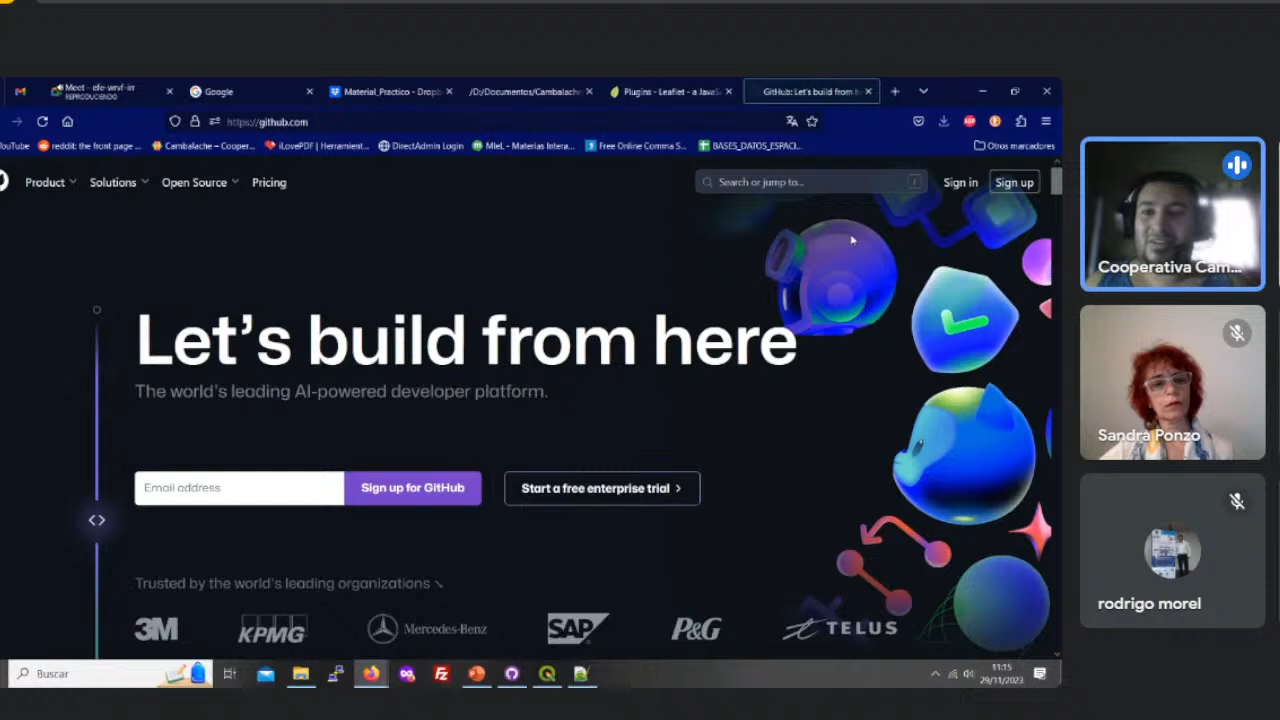 Meet - efe-wrvf-irr
REPRODUCIENDO
Google
Material_Practico - Dropb
/D:/Documentos/Cambalache
Plugins - Leaflet - a JavaSc
GitHub: Let's build from h
https://github.com
YouTube
reddit: the front page ...
Cambalache – Cooper...
iLovePDF | Herramient...
DirectAdmin Login
MieL - Materias Intera...
Free Online Comma S...
BASES_DATOS_ESPACI...
Otros marcadores
Product
Solutions
Open Source
Pricing
Search or jump to...
/
Sign in
Sign up
Let's build from here
The world's leading AI-powered developer platform.
Email address
Sign up for GitHub
Start a free enterprise trial
Trusted by the world's leading organizations
3M
KPMG
Mercedes-Benz
SAP
P&G
TELUS
Buscar
11:15
29/11/2023
Cooperativa Cam...
Sandra Ponzo
rodrigo morel